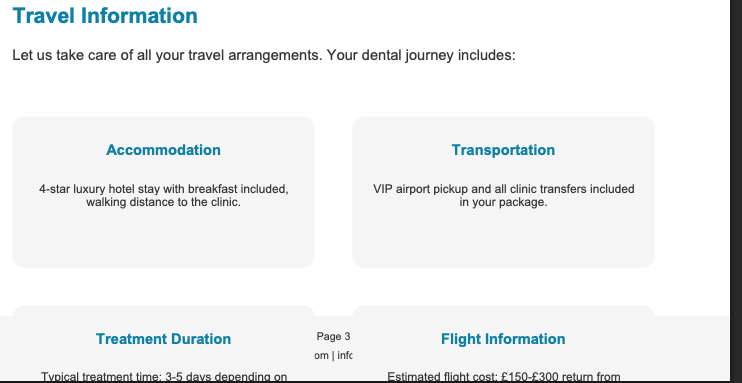 Travel Information
Let us take care of all your travel arrangements. Your dental journey includes:
Accommodation
4-star luxury hotel stay with breakfast included,
walking distance to the clinic.
Transportation
VIP airport pickup and all clinic transfers included
in your package.
Treatment Duration
Typical treatment time: 3-5 days depending on
Page 3
om | info
Flight Information
Estimated flight cost: £150-£300 return from